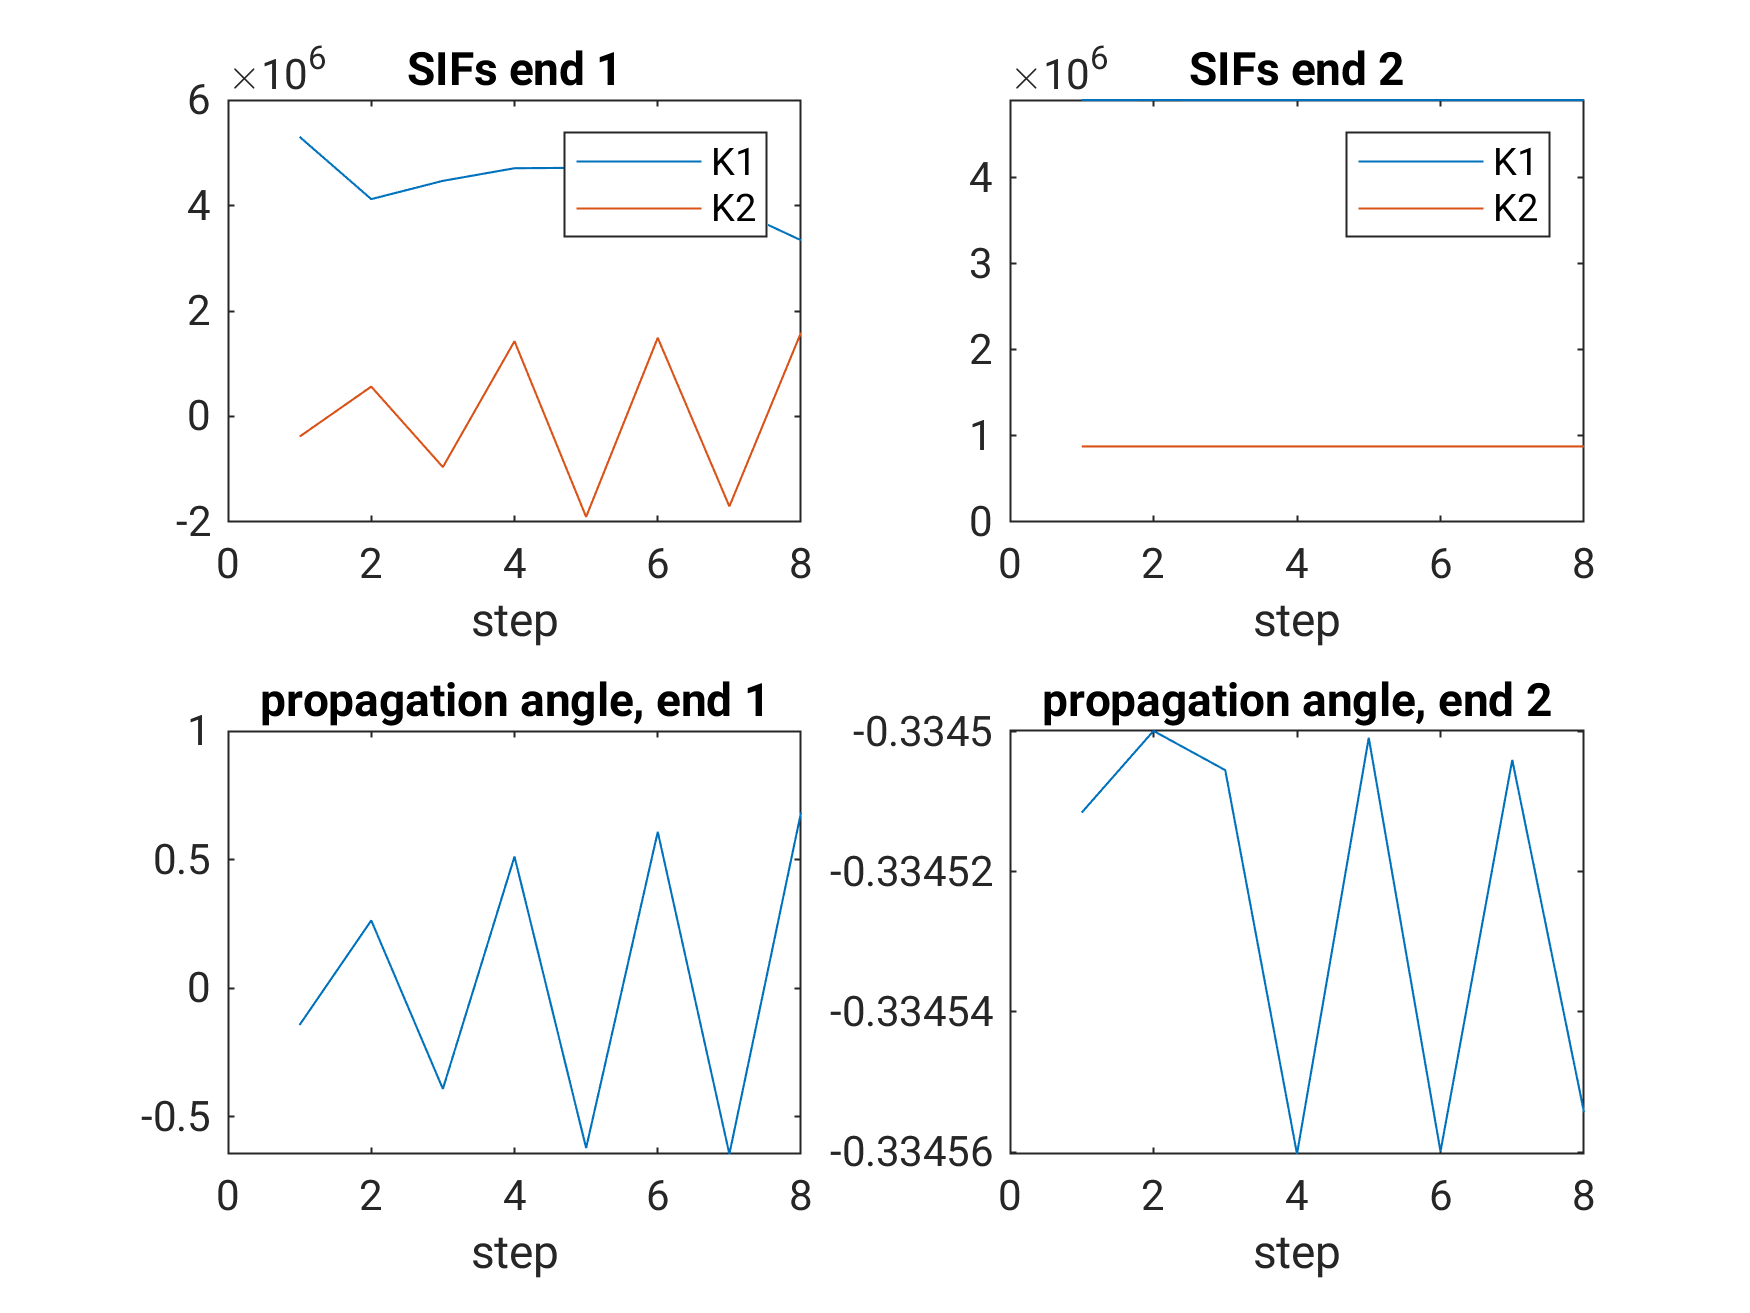 ×10^6 SIFs end 1
6
4
2
0
-2
K1
K2
0 2 4 6 8
step
×10^6 SIFs end 2
4
3
2
1
0
K1
K2
0 2 4 6 8
step
propagation angle, end 1
1
0.5
0
-0.5
0 2 4 6 8
step
propagation angle, end 2
-0.3345
-0.33452
-0.33454
-0.33456
0 2 4 6 8
step